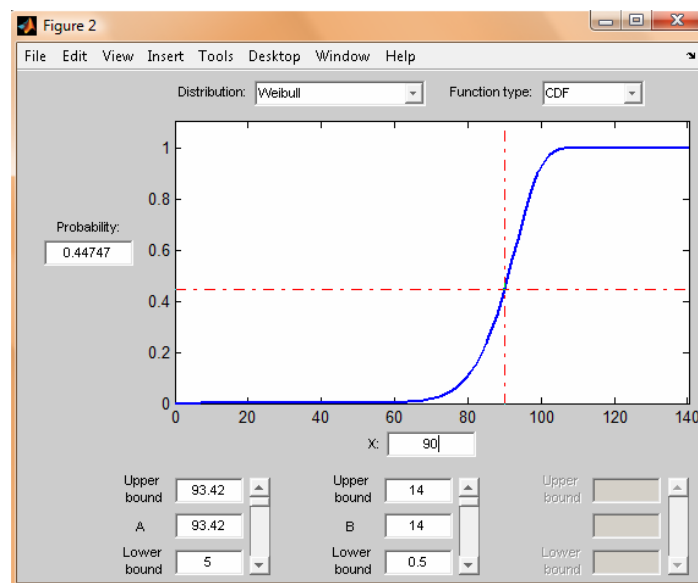 Figure 2
File Edit View Insert Tools Desktop Window Help
Distribution: Weibull Function type: CDF
1
0.8
Probability:
0.44747
0.6
0.4
0.2
0
0 20 40 60 80 100 120 140
X: 90
Upper bound 93.42 Upper bound 14 Upper bound
A 93.42 B 14
Lower bound 5 Lower bound 0.5 Lower bound